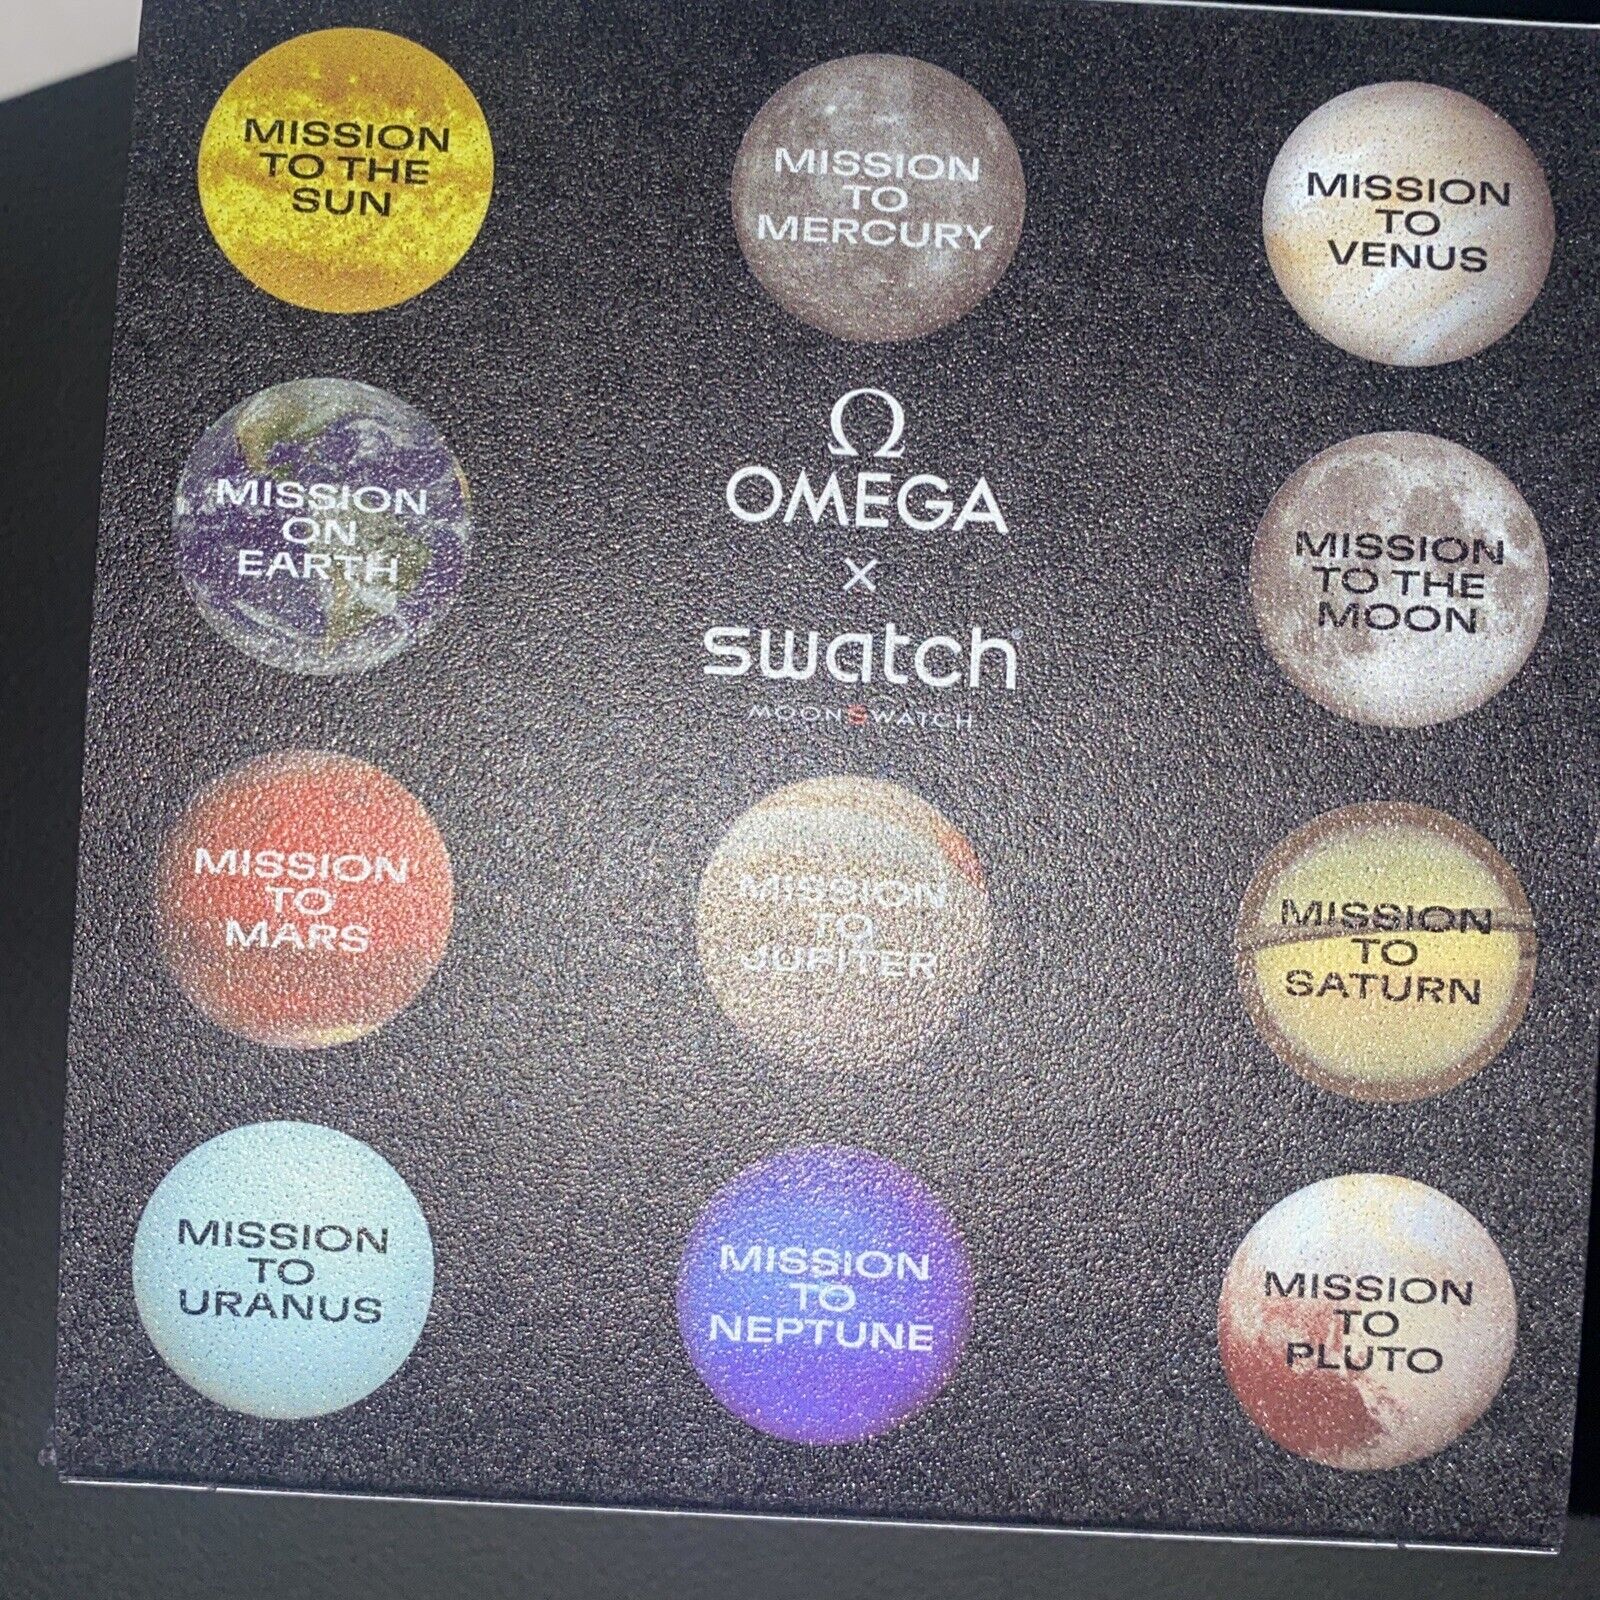 MISSION
TO THE
SUN
MISSION
TO
MERCURY
MISSION
TO
VENUS
MISSION
ON
EARTH
Ω
OMEGA
x
swatch®
MOONSWATCH
MISSION
TO THE
MOON
MISSION
TO
MARS
MISSION
TO
JUPITER
MISSION
TO
SATURN
MISSION
TO
URANUS
MISSION
TO
NEPTUNE
MISSION
TO
PLUTO